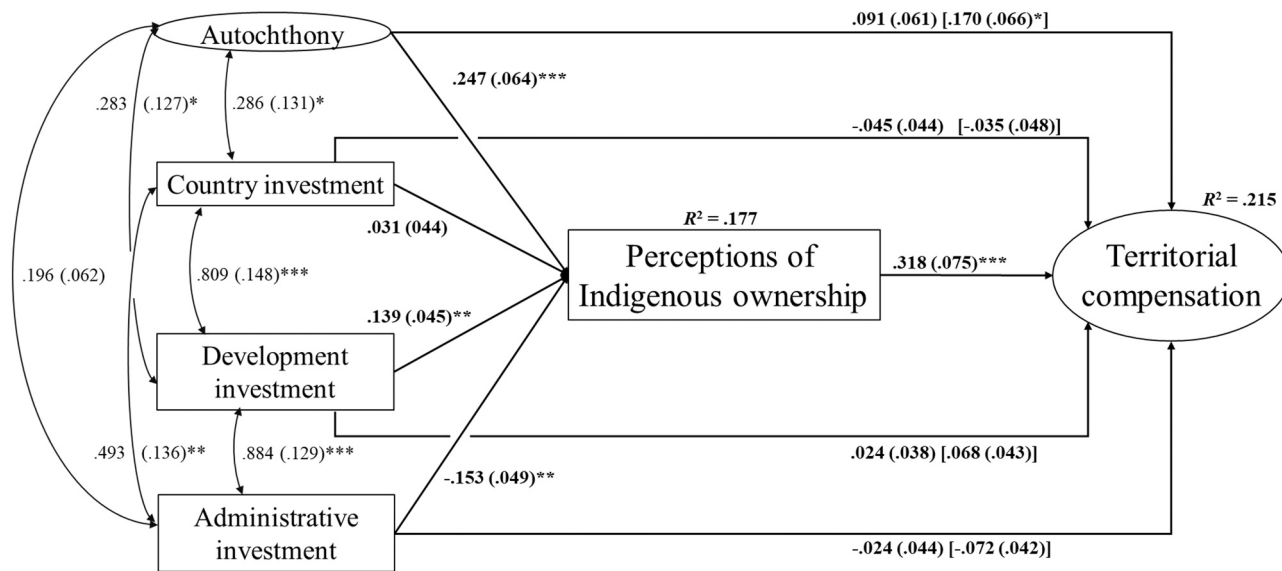 Autochthony
.091 (.061) [.170 (.066)*]
.247 (.064)***
.283 (.127)*
.286 (.131)*
-.045 (.044) [-.035 (.048)]
Country investment
R² = .177
R² = .215
.031 (044)
Perceptions of
Indigenous ownership
.318 (.075)***
Territorial
compensation
.196 (.062)
.809 (.148)***
.139 (.045)**
Development
investment
.493 (.136)**
.884 (.129)***
.024 (.038) [.068 (.043)]
-.153 (.049)**
Administrative
investment
-.024 (.044) [-.072 (.042)]